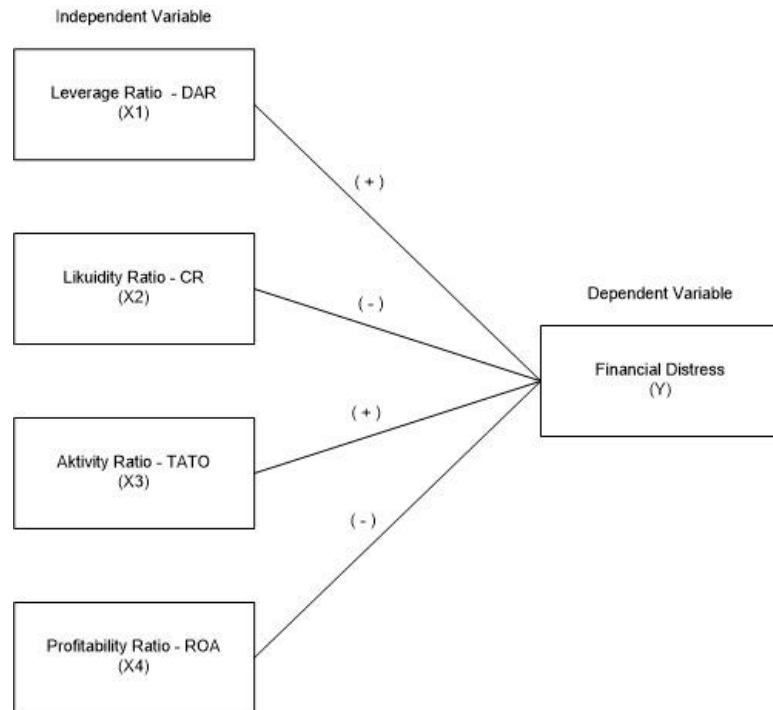 Independent Variable
Leverage Ratio - DAR
(X1)
( + )
Likuidity Ratio - CR
(X2)
( - )
Dependent Variable
Financial Distress
(Y)
Aktivity Ratio - TATO
(X3)
( + )
( - )
Profitability Ratio - ROA
(X4)